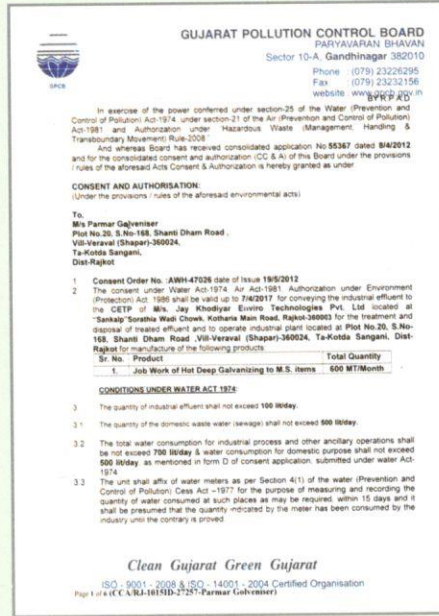 GUJARAT POLLUTION CONTROL BOARD
PARYAVARAN BHAVAN
Sector 10-A, Gandhinagar 382010
GPCB
Phone : (079) 23226295
Fax : (079) 23232156
website : www.gpcb.gov.in
BY R P A D
In exercise of the power conferred under section-25 of the Water (Prevention and
Control of Pollution) Act-1974, under section-21 of the Air (Prevention and Control of Pollution)
Act-1981 and Authorization under Hazardous Waste (Management, Handling &
Transboundary Movement) Rule-2008
And whereas Board has received consolidated application No 55367 dated 8/4/2012
and for the consolidated consent and authorization (CC & A) of this Board under the provisions
/ rules of the aforesaid Acts Consent & Authorization is hereby granted as under
CONSENT AND AUTHORISATION:
(Under the provisions / rules of the aforesaid environmental acts)
To,
M/s Parmar Galveniser
Plot No.20, S.No-168, Shanti Dham Road ,
Vill-Veraval (Shapar)-360024,
Ta-Kotda Sangani,
Dist-Rajkot
1 Consent Order No. :AWH-47026 date of Issue 19/5/2012
2 The consent under Water Act-1974, Air Act-1981, Authorization under Environment
(Protection) Act, 1986 shall be valid up to 7/4/2017 for conveying the industrial effluent to
the CETP of M/s. Jay Khodiyar Enviro Technologies Pvt. Ltd located at
"Sankalp"Sorathia Wadi Chowk, Kotharia Main Road, Rajkot-360003 for the treatment and
disposal of treated effluent and to operate industrial plant located at Plot No.20, S.No-
168, Shanti Dham Road ,Vill-Veraval (Shapar)-360024, Ta-Kotda Sangani, Dist-
Rajkot for manufacture of the following products
Sr. No. Product Total Quantity
1. Job Work of Hot Deep Galvanizing to M.S. items 600 MT/Month
CONDITIONS UNDER WATER ACT 1974:
3 The quantity of industrial effluent shall not exceed 100 lit/day.
3.1 The quantity of the domestic waste water (sewage) shall not exceed 500 lit/day.
3.2 The total water consumption for industrial process and other ancillary operations shall
be not exceed 700 lit/day & water consumption for domestic purpose shall not exceed
500 lit/day, as mentioned in form D of consent application, submitted under water Act-
1974
3.3 The unit shall affix of water meters as per Section 4(1) of the water (Prevention and
Control of Pollution) Cess Act –1977 for the purpose of measuring and recording the
quantity of water consumed at such places as may be required, within 15 days and it
shall be presumed that the quantity indicated by the meter has been consumed by the
industry until the contrary is proved
Clean Gujarat Green Gujarat
ISO - 9001 - 2008 & ISO - 14001 - 2004 Certified Organisation
Page 1 of 6 (CCA/RJ-1015ID-27257-Parmar Golveniser)